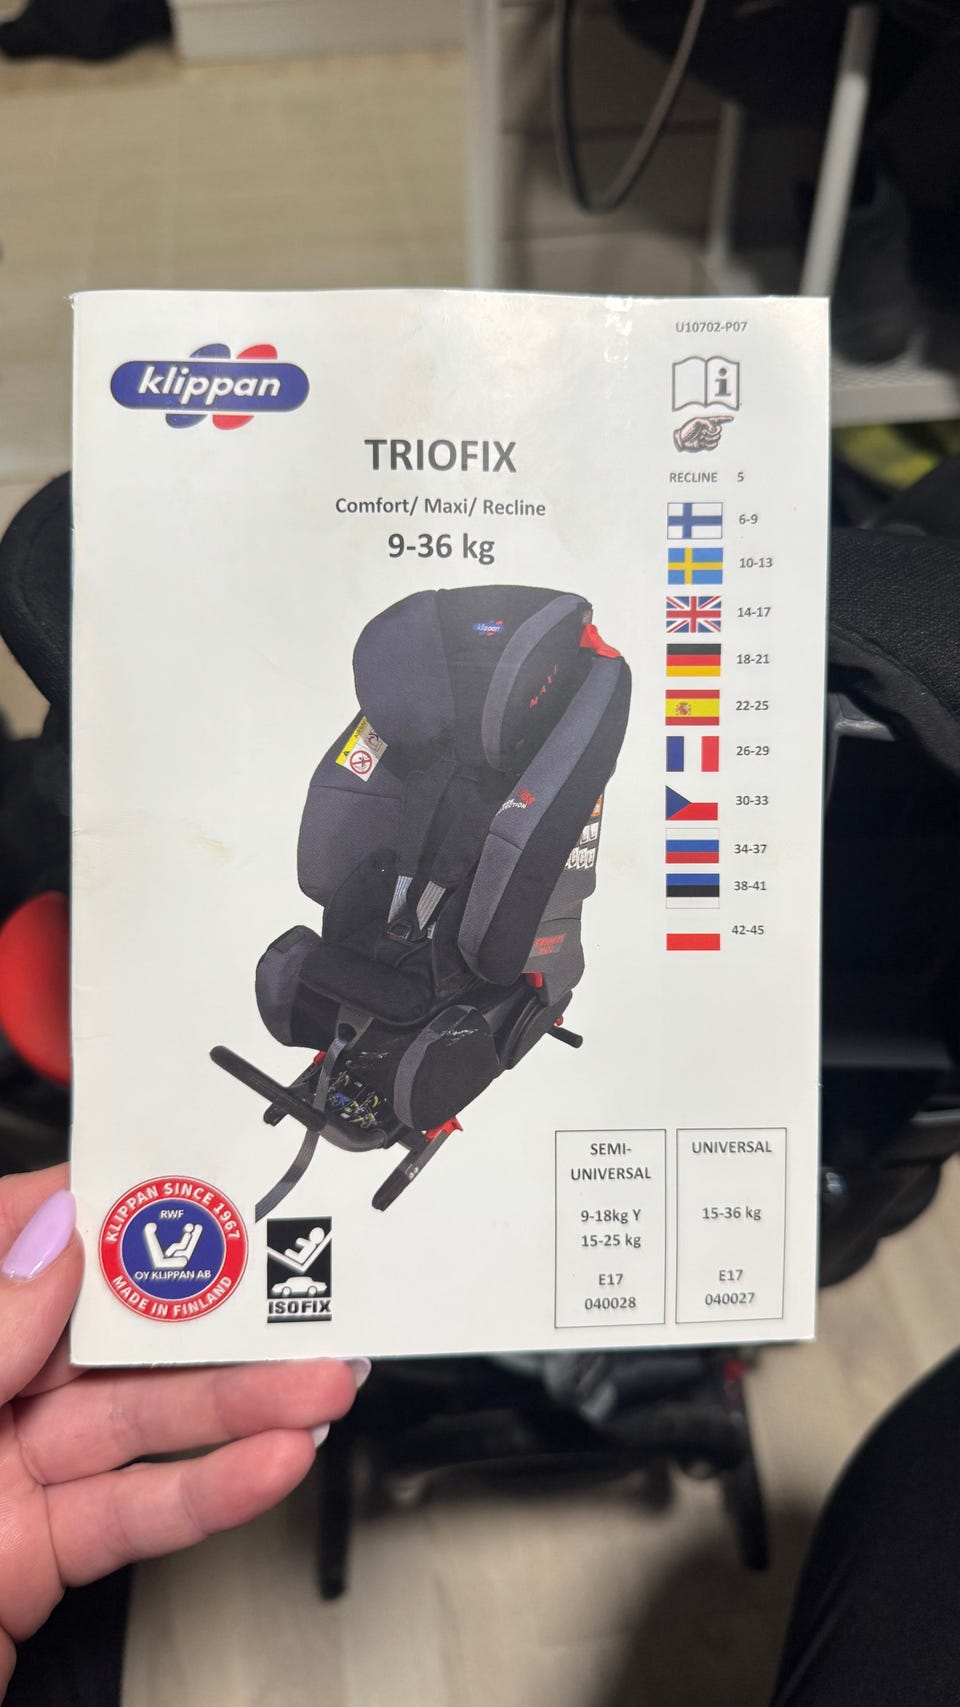 klippan
TRIOFIX
Comfort/ Maxi/ Recline
9-36 kg
U10702-P07
i
RECLINE 5
6-9
10-13
14-17
18-21
22-25
26-29
30-33
34-37
38-41
42-45
klippan
MAXI
KLIPPAN SINCE 1967
RWF
OY KLIPPAN AB
MADE IN FINLAND
ISOFIX
SEMI-
UNIVERSAL
9-18kg Y
15-25 kg
E17
040028
UNIVERSAL
15-36 kg
E17
040027